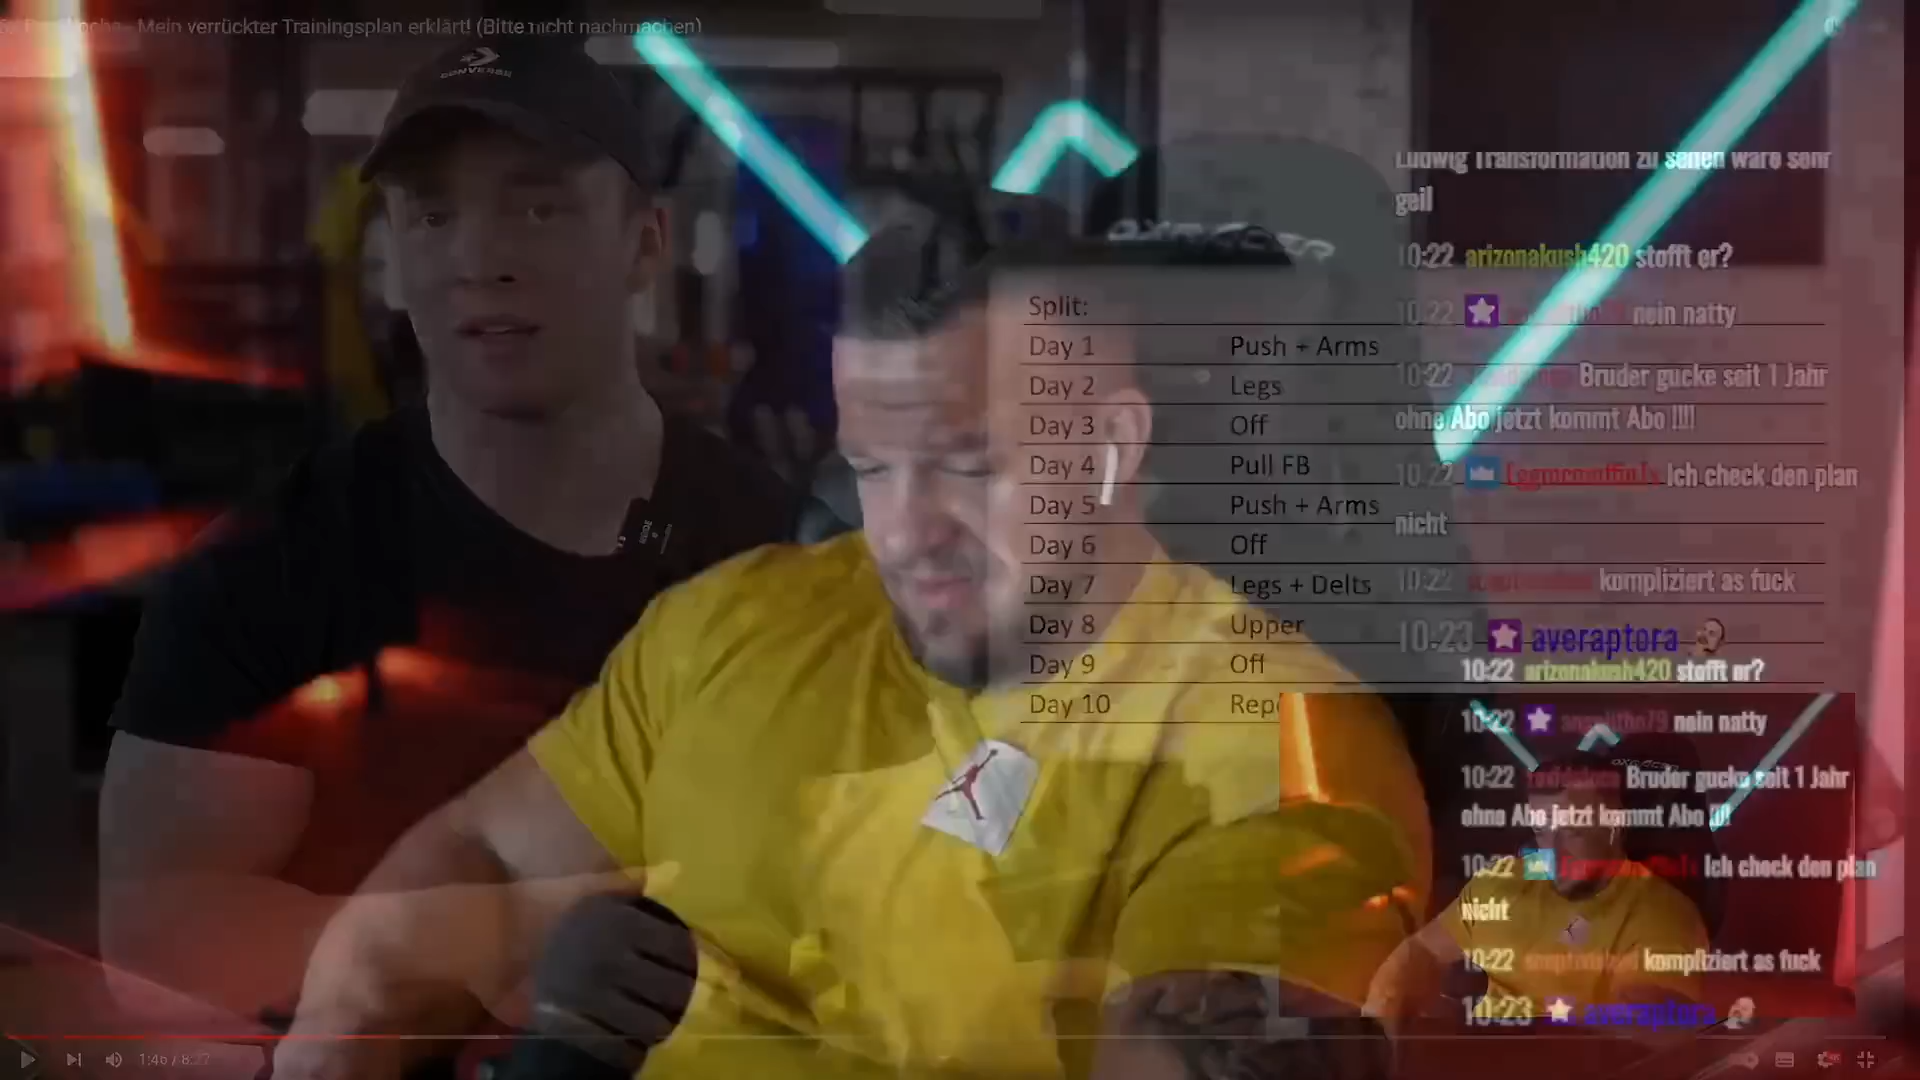 Mein verrückter Trainingsplan erklärt! (Bitte nicht nachmachen)
CONVERSE
Split:
Day 1 Push + Arms
Day 2 Legs
Day 3 Off
Day 4 Pull FB
Day 5 Push + Arms
Day 6 Off
Day 7 Legs + Delts
Day 8 Upper
Day 9 Off
Day 10
Ludwig Transformation zu sehen wäre sehr
geil
10:22 arizonakush420 stofft er?
10:22 nein natty
10:22 Bruder gucke seit 1 Jahr
ohne Abo jetzt kommt Abo !!!!
10:22 Ich check den plan
nicht
10:22 kompliziert as fuck
10:23 averaptora
10:22 arizonakush420 stofft er?
10:22 nein natty
10:22 Bruder gucke seit 1 Jahr
ohne Abo jetzt kommt Abo !!!!
10:22 Ich check den plan
nicht
10:22 kompliziert as fuck
10:23 averaptora
1:46 / 8:27